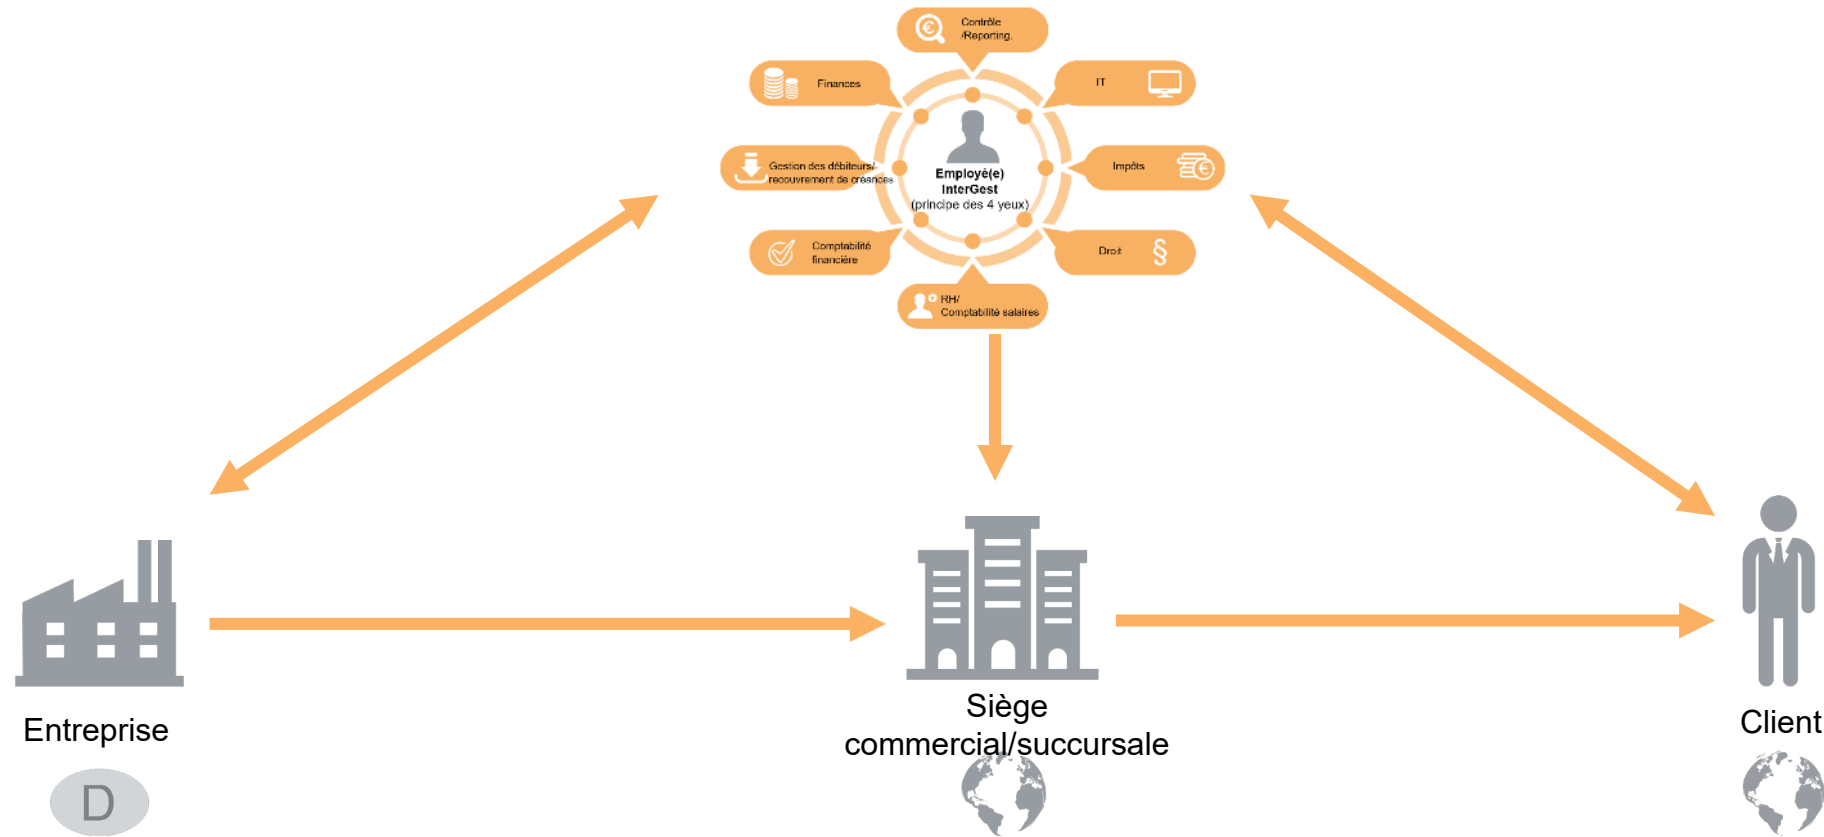 Contrôle
/Reporting.
Finances
IT
Gestion des débiteurs/
recouvrement de créances
Impôts
Employé(e)
InterGest
(principe des 4 yeux)
Comptabilité
financière
Droit
§
RH/
Comptabilité salaires
Entreprise
D
Siège
commercial/succursale
Client